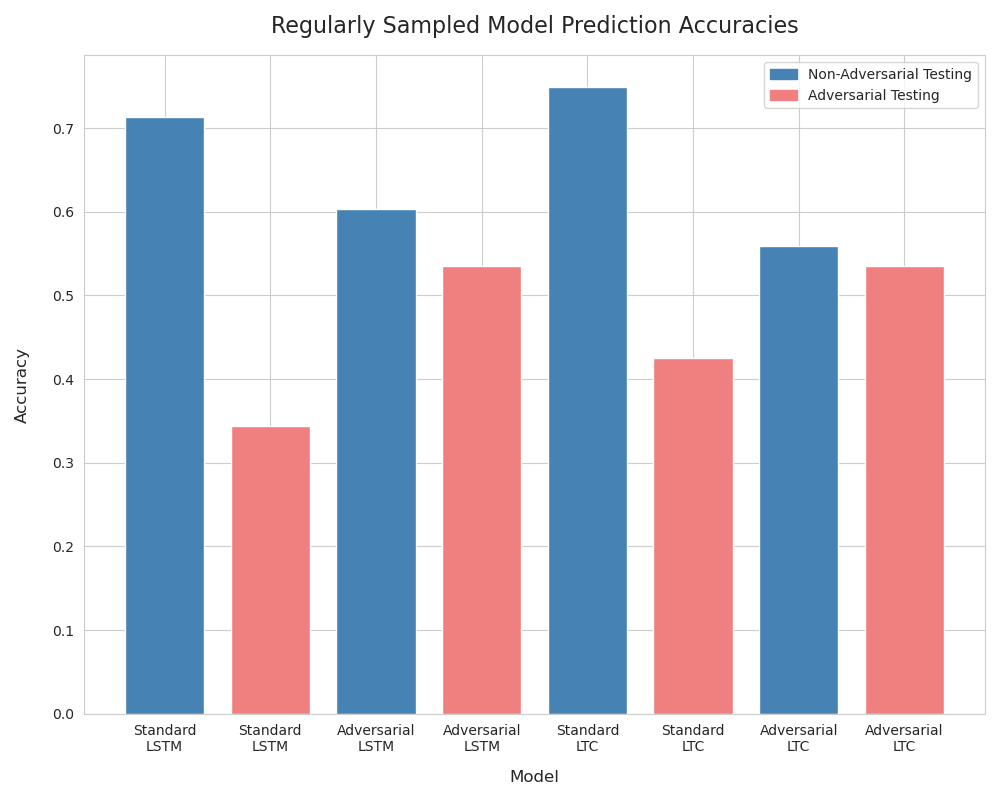 Regularly Sampled Model Prediction Accuracies
Non-Adversarial Testing
Adversarial Testing
Accuracy
0.7
0.6
0.5
0.4
0.3
0.2
0.1
0.0
Standard
LSTM
Standard
LSTM
Adversarial
LSTM
Adversarial
LSTM
Standard
LTC
Standard
LTC
Adversarial
LTC
Adversarial
LTC
Model